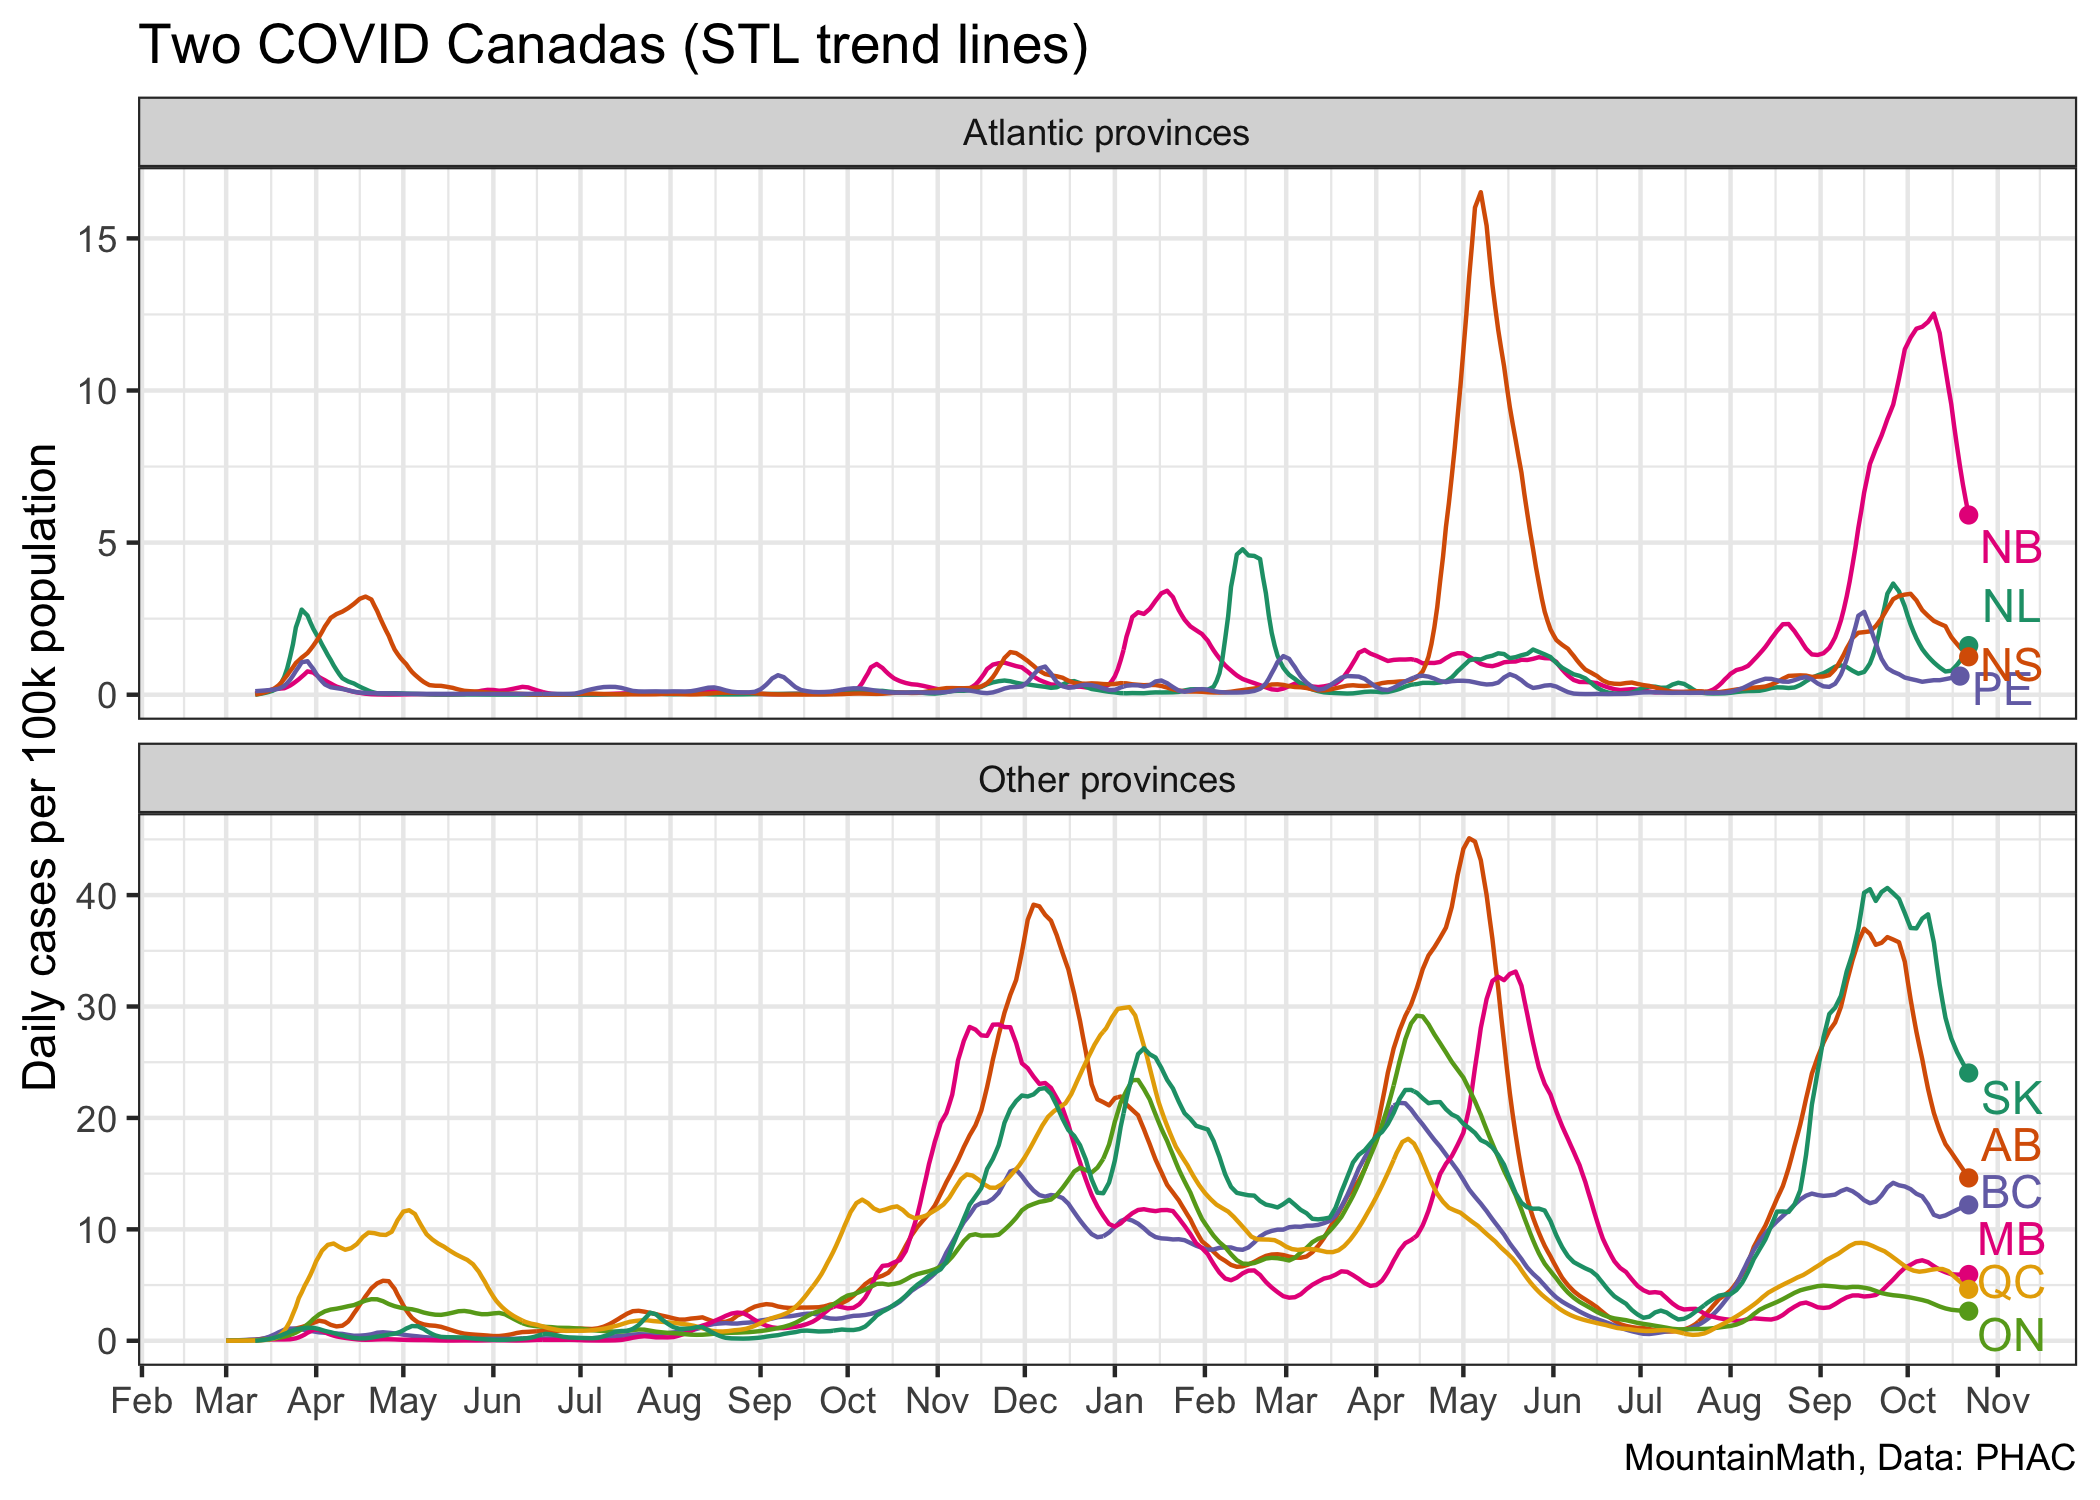 Two COVID Canadas (STL trend lines)
Atlantic provinces
Daily cases per 100k population
15
10
5
0
NB
NL
NS
PE
Other provinces
40
30
20
10
0
SK
AB
BC
MB
QC
ON
Feb Mar Apr May Jun Jul Aug Sep Oct Nov Dec Jan Feb Mar Apr May Jun Jul Aug Sep Oct Nov
MountainMath, Data: PHAC